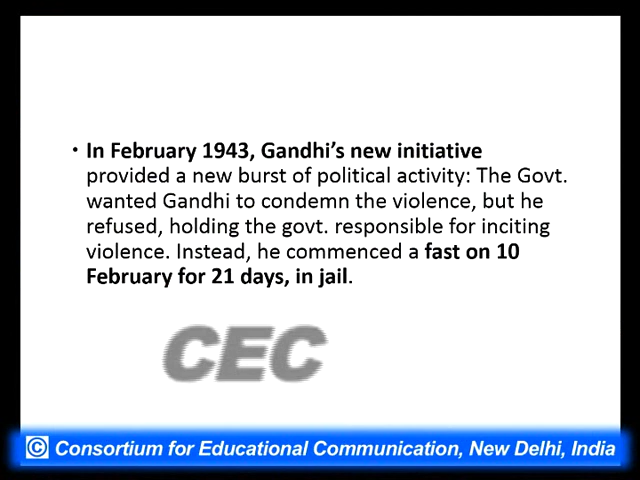 • In February 1943, Gandhi’s new initiative
provided a new burst of political activity: The Govt.
wanted Gandhi to condemn the violence, but he
refused, holding the govt. responsible for inciting
violence. Instead, he commenced a fast on 10
February for 21 days, in jail.
CEC
© Consortium for Educational Communication, New Delhi, India